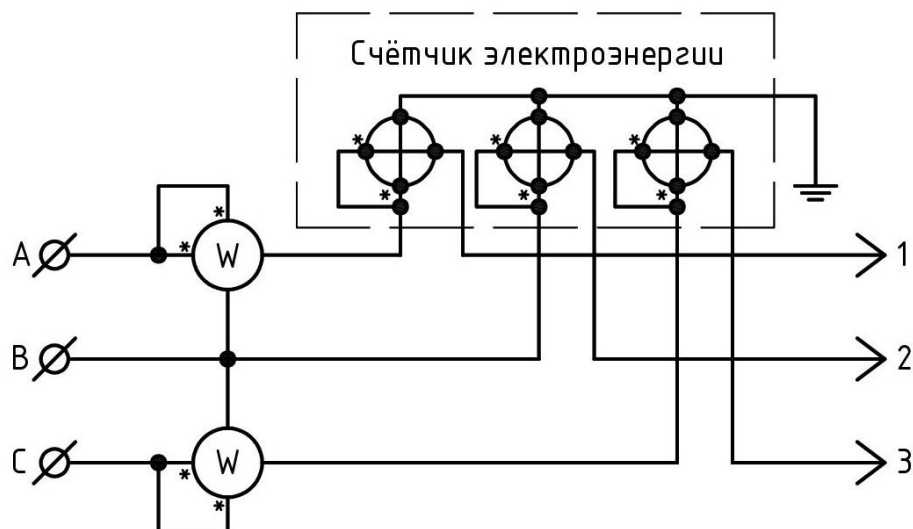 Счётчик электроэнергии
* * *
* * *
*
A * W 1
B 2
C * W 3
*